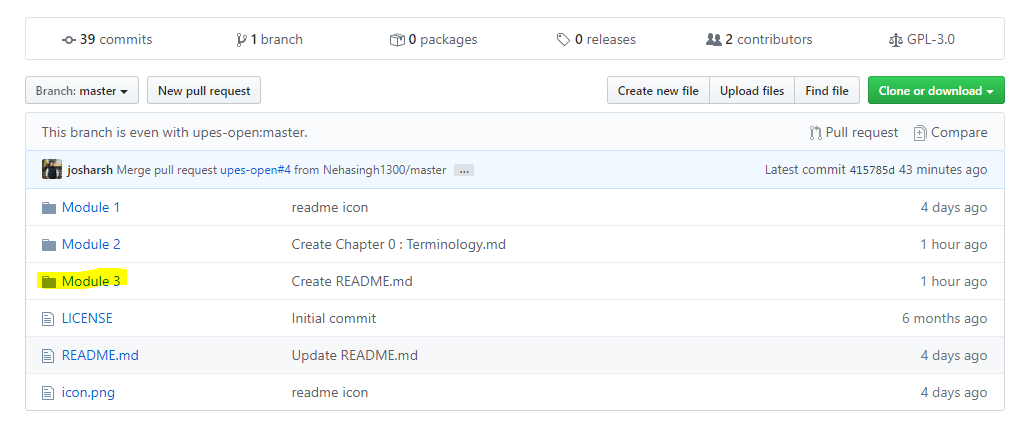 39 commits 1 branch 0 packages 0 releases 2 contributors GPL-3.0
Branch: master New pull request Create new file Upload files Find file Clone or download
This branch is even with upes-open:master. Pull request Compare
josharsh Merge pull request upes-open#4 from Nehasingh1300/master ... Latest commit 415785d 43 minutes ago
Module 1 readme icon 4 days ago
Module 2 Create Chapter 0 : Terminology.md 1 hour ago
Module 3 Create README.md 1 hour ago
LICENSE Initial commit 6 months ago
README.md Update README.md 4 days ago
icon.png readme icon 4 days ago